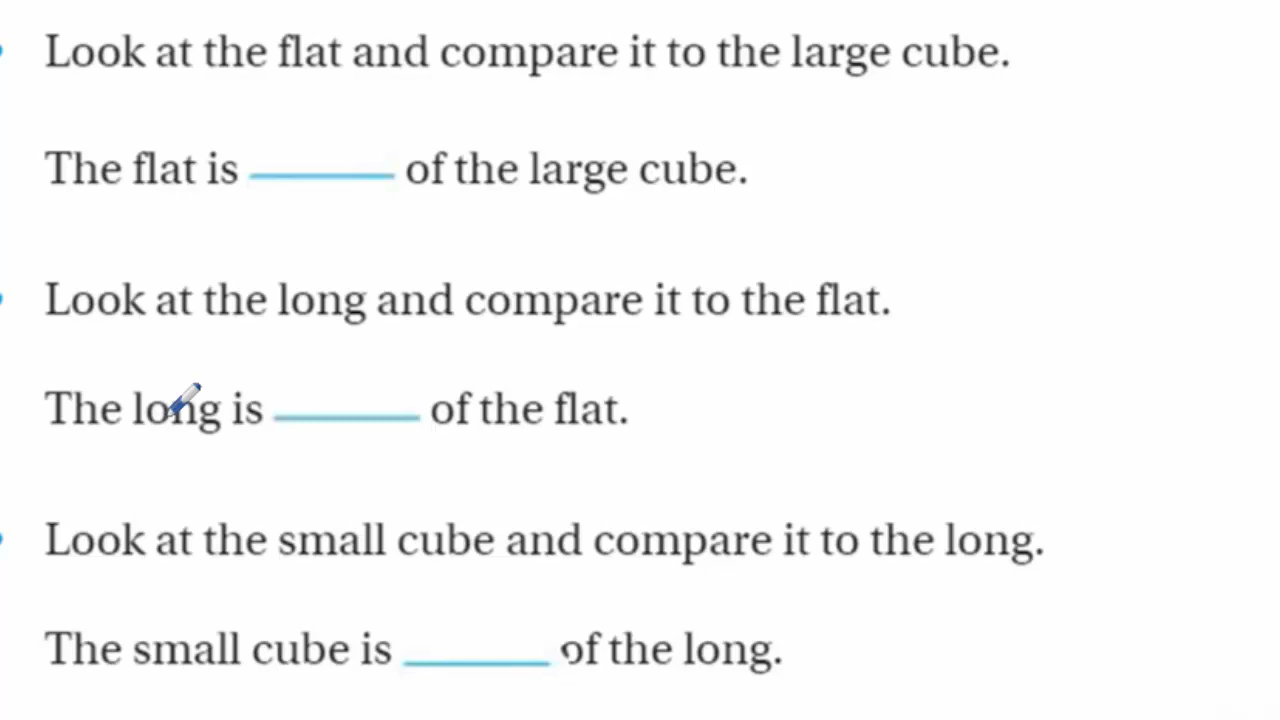 Look at the flat and compare it to the large cube.
The flat is ______ of the large cube.
Look at the long and compare it to the flat.
The long is ______ of the flat.
Look at the small cube and compare it to the long.
The small cube is ______ of the long.